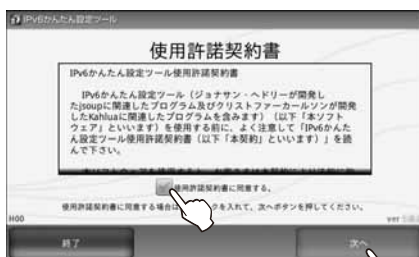 IPv6かんたん設定ツール
使用許諾契約書
IPv6かんたん設定ツール使用許諾契約書
IPv6かんたん設定ツール（ジョナサン・ヘドリーが開発し
たjsoupに関連したプログラム及びクリストファーカールソンが開発
したKahluaに関連したプログラムを含みます）（以下「本ソフト
ウェア」といいます）を使用する前に、よく注意して「IPv6かんた
ん設定ツール使用許諾契約書（以下「本契約」といいます）」を読
んで下さい。
使用許諾契約書に同意する。
使用許諾契約書に同意する場合は クを入れて、次へボタンを押してください。
H00
ver
終了
次へ